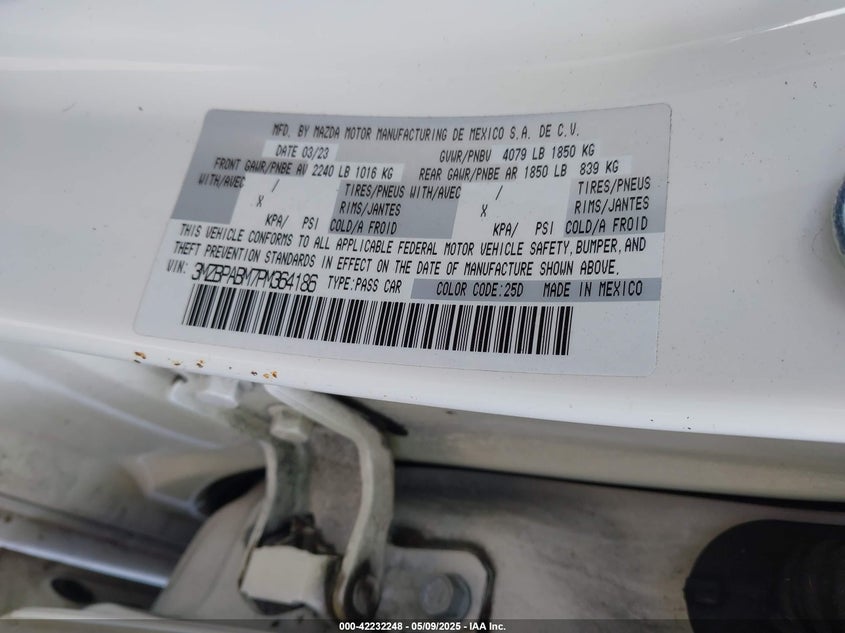 MFD. BY MAZDA MOTOR MANUFACTURING DE MEXICO S.A. DE C.V.
DATE 03/23 GVWR/PNBV 4079 LB 1850 KG
FRONT GAWR/PNBE AV 2240 LB 1016 KG REAR GAWR/PNBE AR 1850 LB 839 KG
WITH/AVEC / TIRES/PNEUS WITH/AVEC / TIRES/PNEUS
X RIMS/JANTES X RIMS/JANTES
KPA/ PSI COLD/A FROID KPA/ PSI COLD/A FROID
THIS VEHICLE CONFORMS TO ALL APPLICABLE FEDERAL MOTOR VEHICLE SAFETY, BUMPER, AND
THEFT PREVENTION STANDARDS IN EFFECT ON THE DATE OF MANUFACTURE SHOWN ABOVE.
VIN: 3MZBPABM7PM364186 TYPE:PASS CAR COLOR CODE:25D MADE IN MEXICO
000-42232248 - 05/09/2025 - IAA Inc.